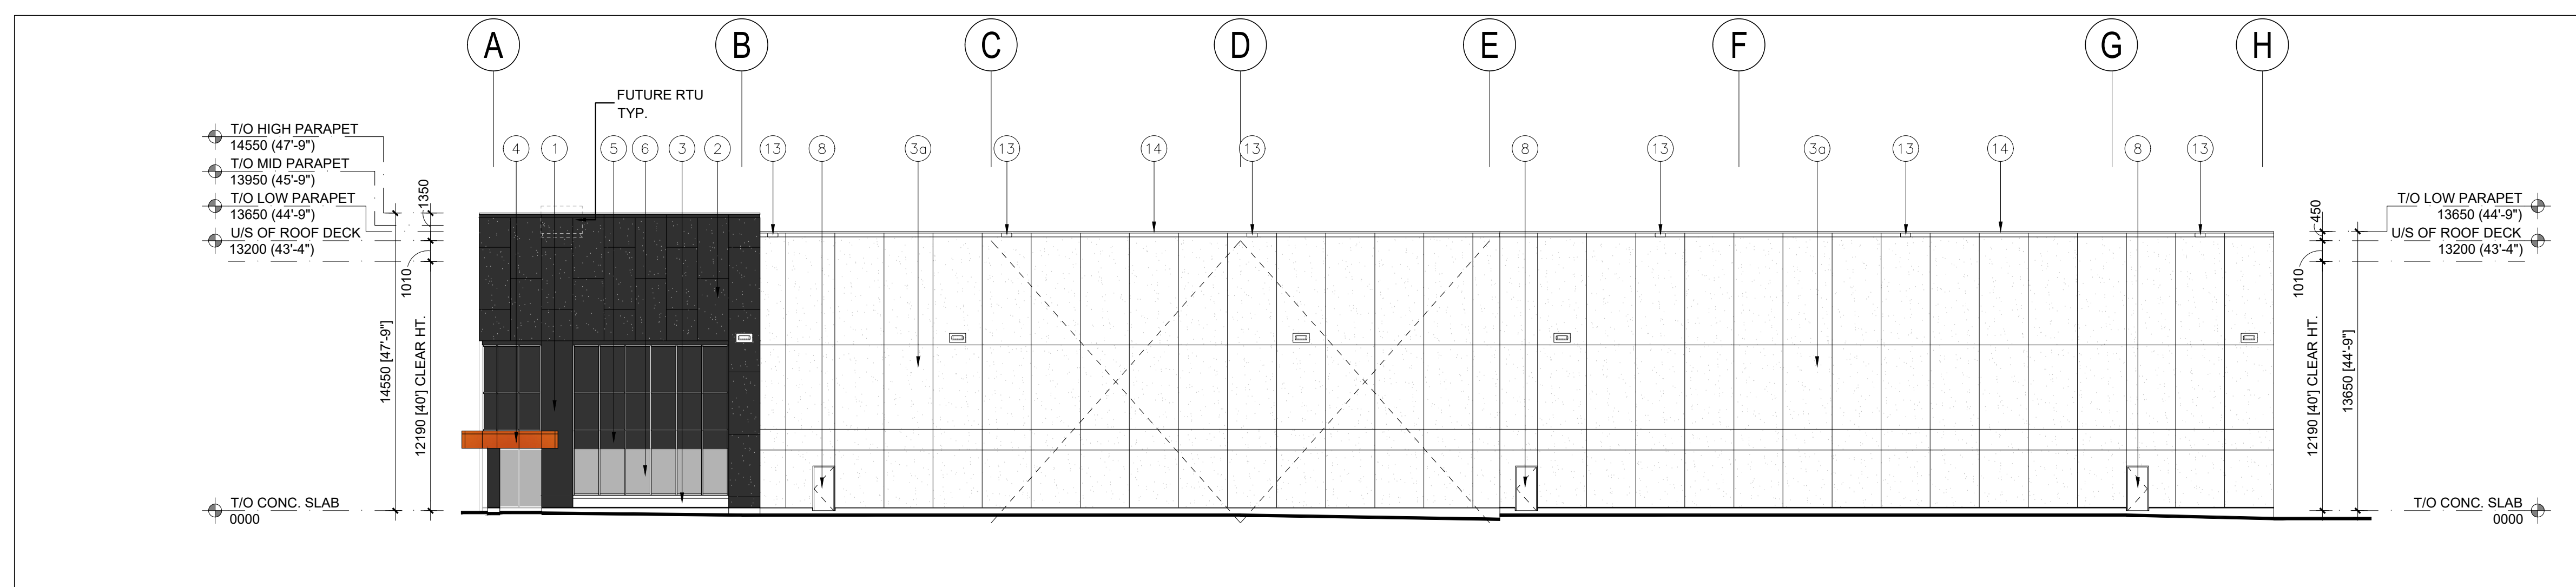 A B C D E F G H
FUTURE RTU
TYP.
4 1 5 6 3 2 13 8 3a 13 14 13 8 13 3a 13 14 8 13
T/O HIGH PARAPET
14550 (47'-9")
T/O MID PARAPET
13950 (45'-9")
T/O LOW PARAPET
13650 (44'-9")
U/S OF ROOF DECK
13200 (43'-4")
1350
1010
14550 [47'-9"]
12190 [40'] CLEAR HT.
T/O CONC. SLAB
0000
T/O LOW PARAPET
13650 (44'-9")
U/S OF ROOF DECK
13200 (43'-4")
450
1010
12190 [40'] CLEAR HT.
13650 [44'-9"]
T/O CONC. SLAB
0000